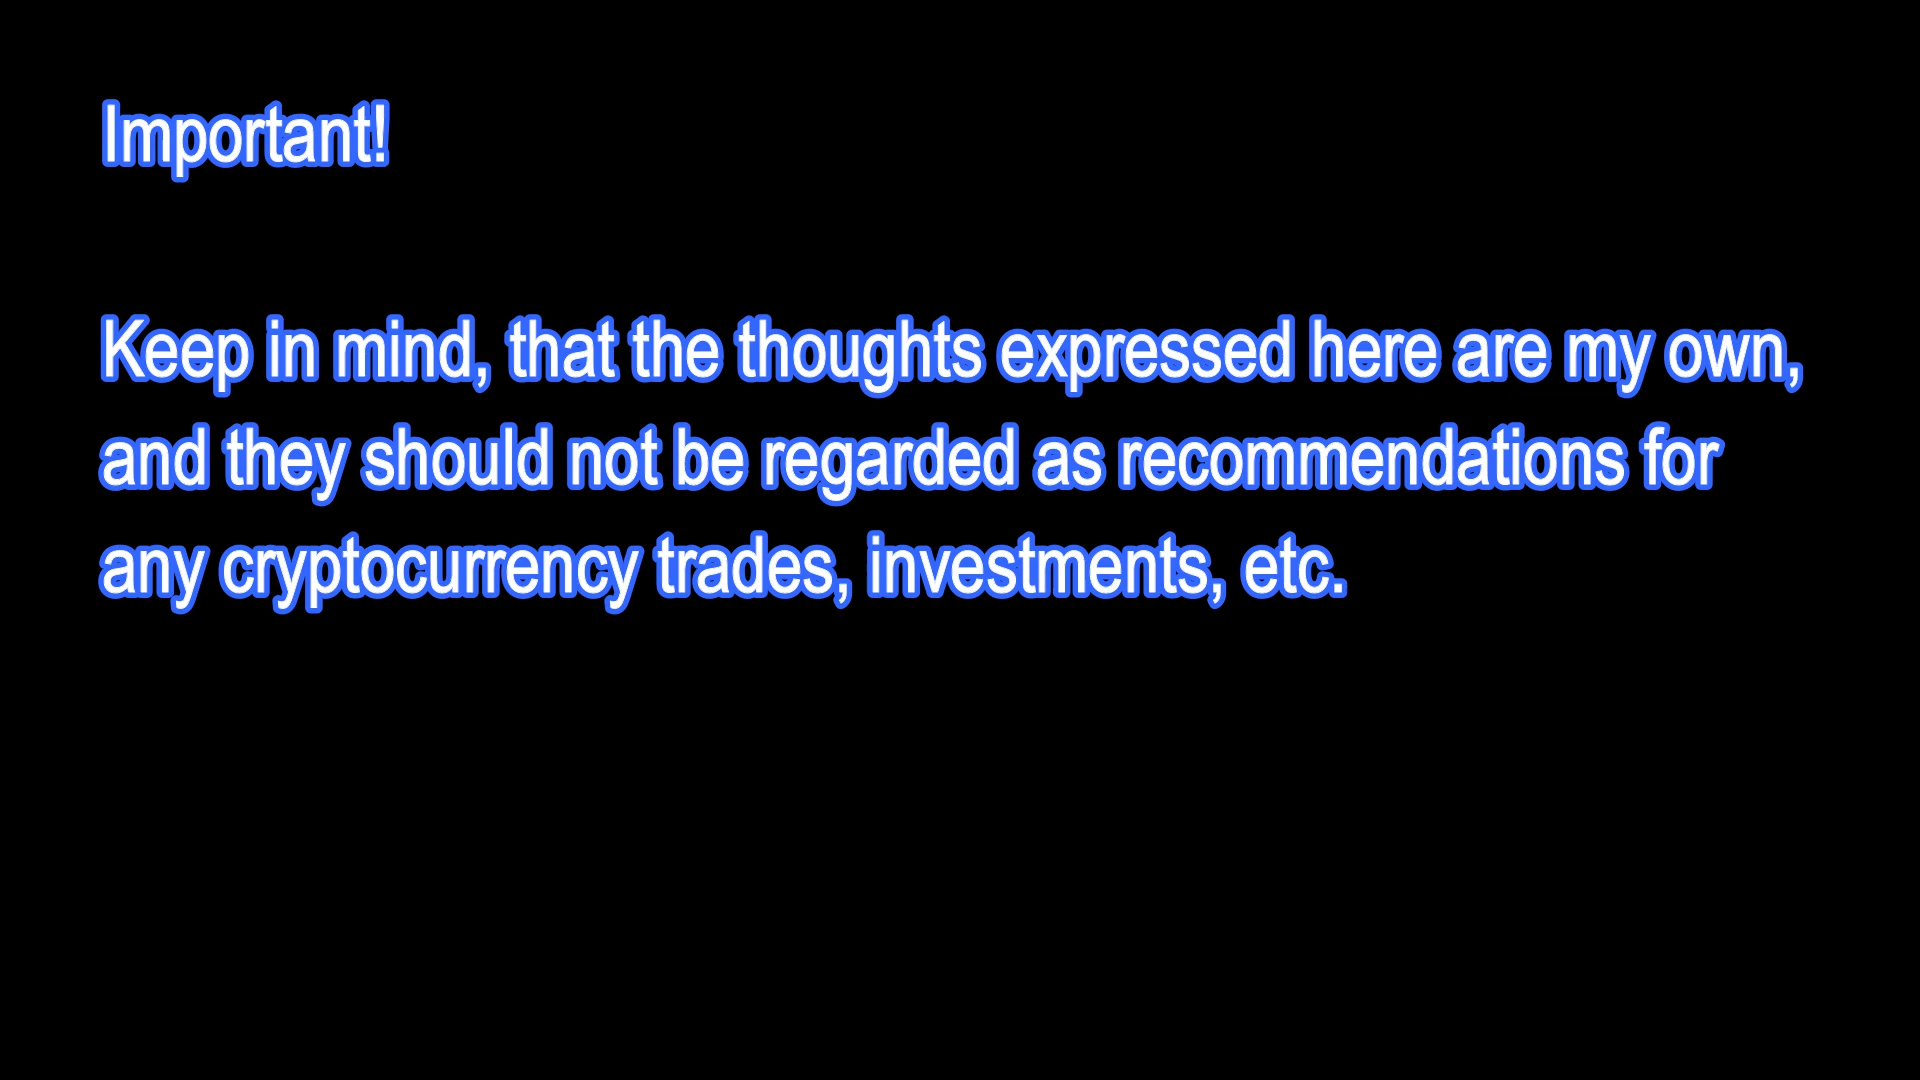 Important!
Keep in mind, that the thoughts expressed here are my own,
and they should not be regarded as recommendations for
any cryptocurrency trades, investments, etc.